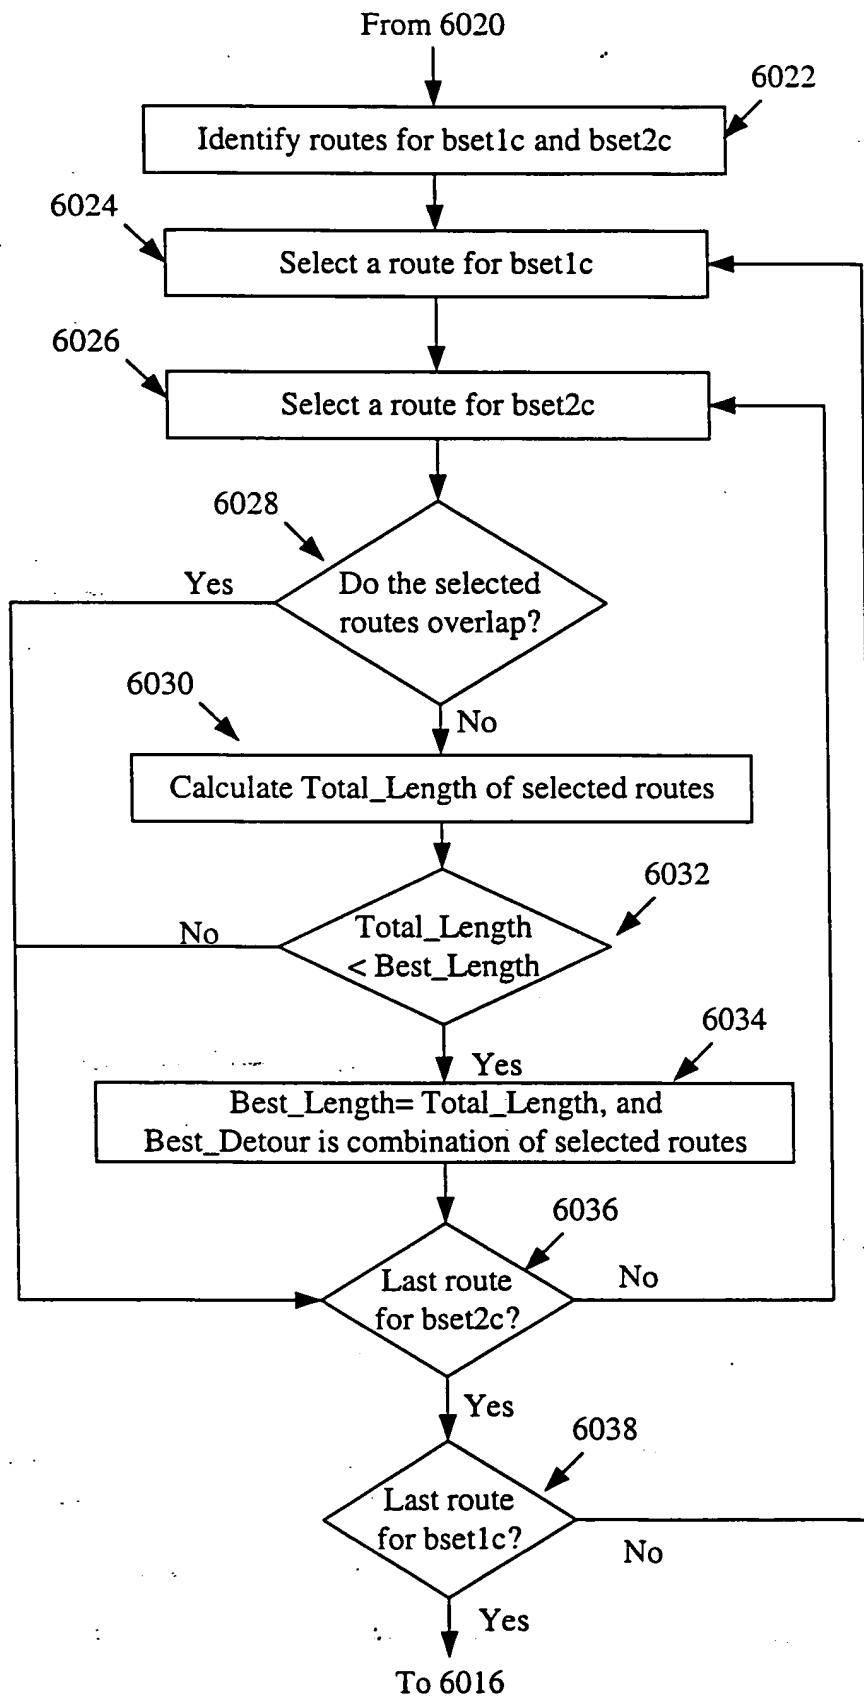 From 6020
6022
Identify routes for bset1c and bset2c
6024
Select a route for bset1c
6026
Select a route for bset2c
6028
Yes
Do the selected
routes overlap?
6030
No
Calculate Total_Length of selected routes
6032
No
Total_Length
< Best_Length
6034
Yes
Best_Length= Total_Length, and
Best_Detour is combination of selected routes
6036
Last route
for bset2c?
No
Yes
6038
Last route
for bset1c?
No
Yes
To 6016